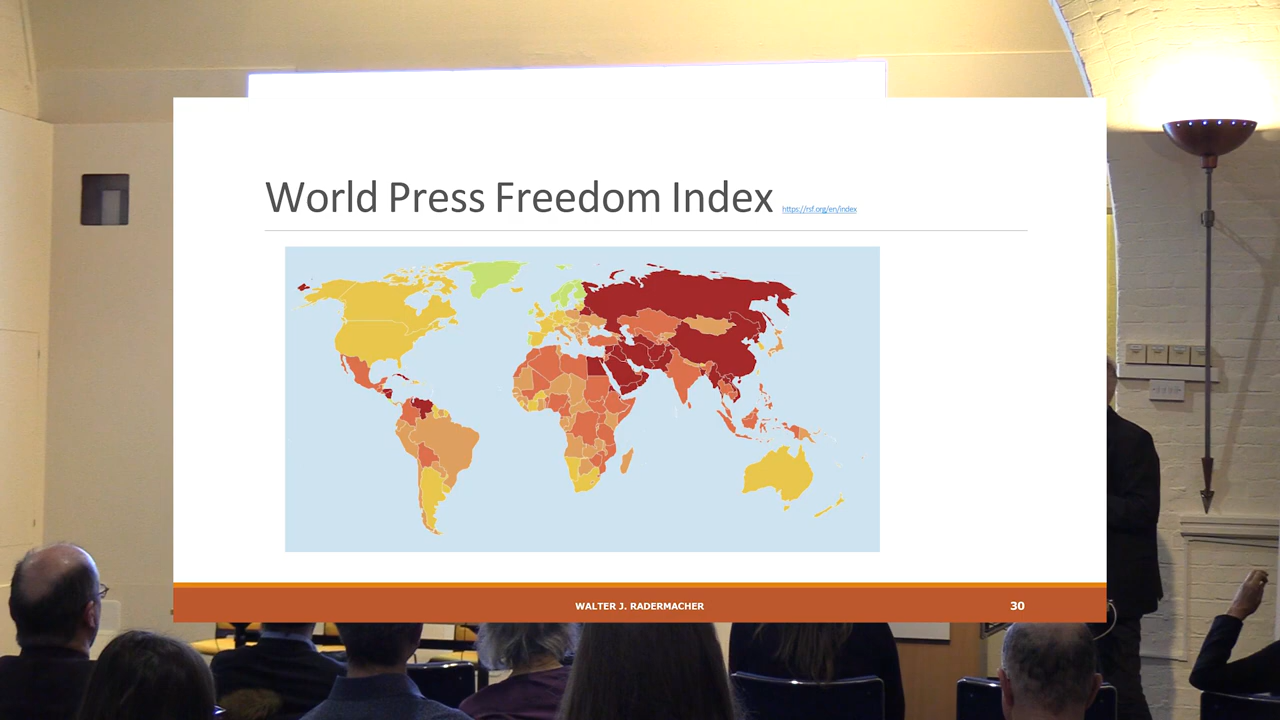 World Press Freedom Index https://rsf.org/en/index
WALTER J. RADERMACHER
30